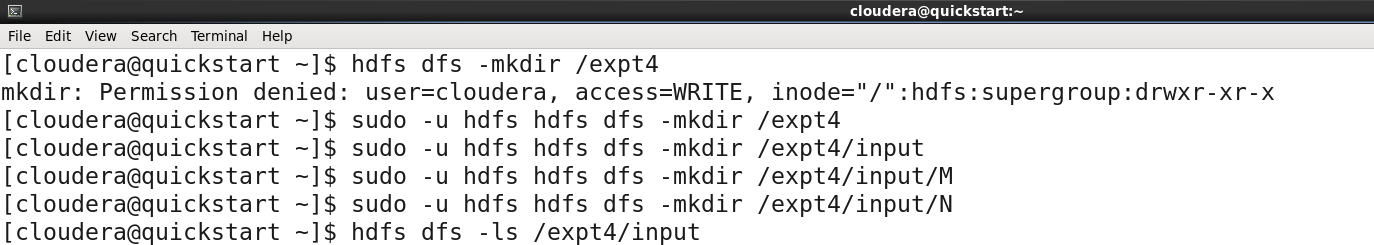 cloudera@quickstart:~
File Edit View Search Terminal Help
[cloudera@quickstart ~]$ hdfs dfs -mkdir /expt4
mkdir: Permission denied: user=cloudera, access=WRITE, inode="/":hdfs:supergroup:drwxr-xr-x
[cloudera@quickstart ~]$ sudo -u hdfs hdfs dfs -mkdir /expt4
[cloudera@quickstart ~]$ sudo -u hdfs hdfs dfs -mkdir /expt4/input
[cloudera@quickstart ~]$ sudo -u hdfs hdfs dfs -mkdir /expt4/input/M
[cloudera@quickstart ~]$ sudo -u hdfs hdfs dfs -mkdir /expt4/input/N
[cloudera@quickstart ~]$ hdfs dfs -ls /expt4/input